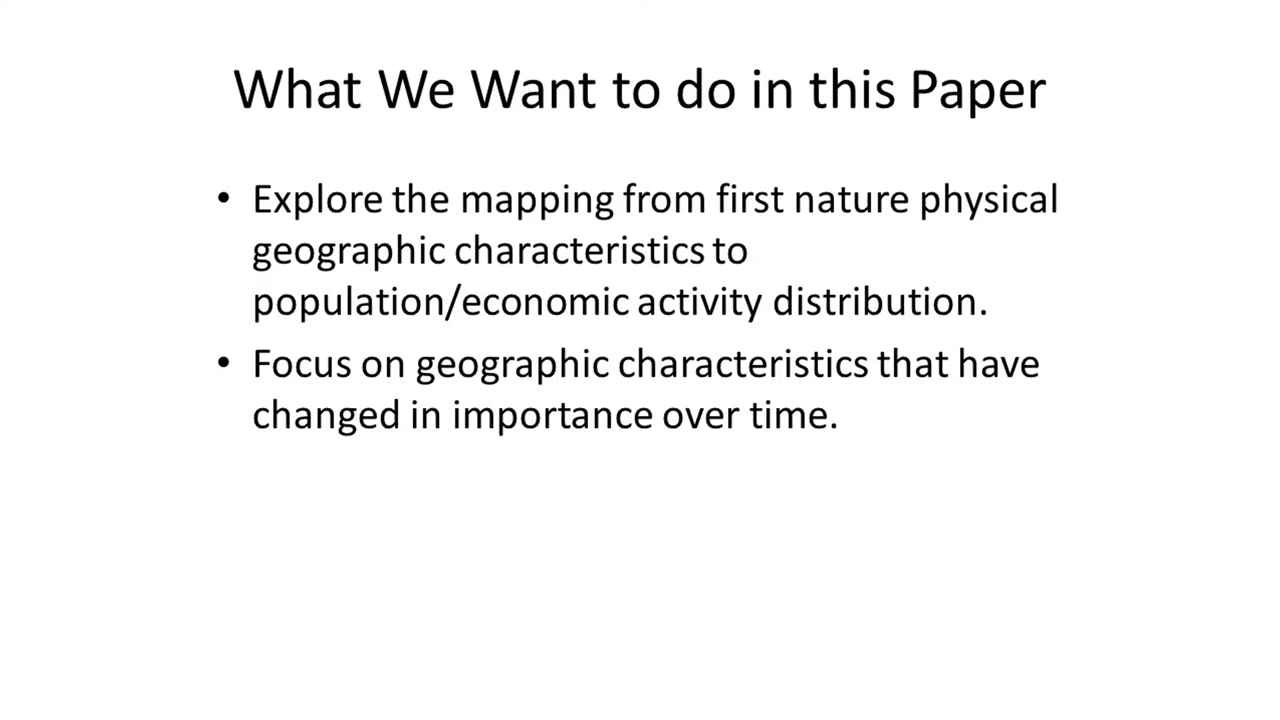 What We Want to do in this Paper
• Explore the mapping from first nature physical
geographic characteristics to
population/economic activity distribution.
• Focus on geographic characteristics that have
changed in importance over time.